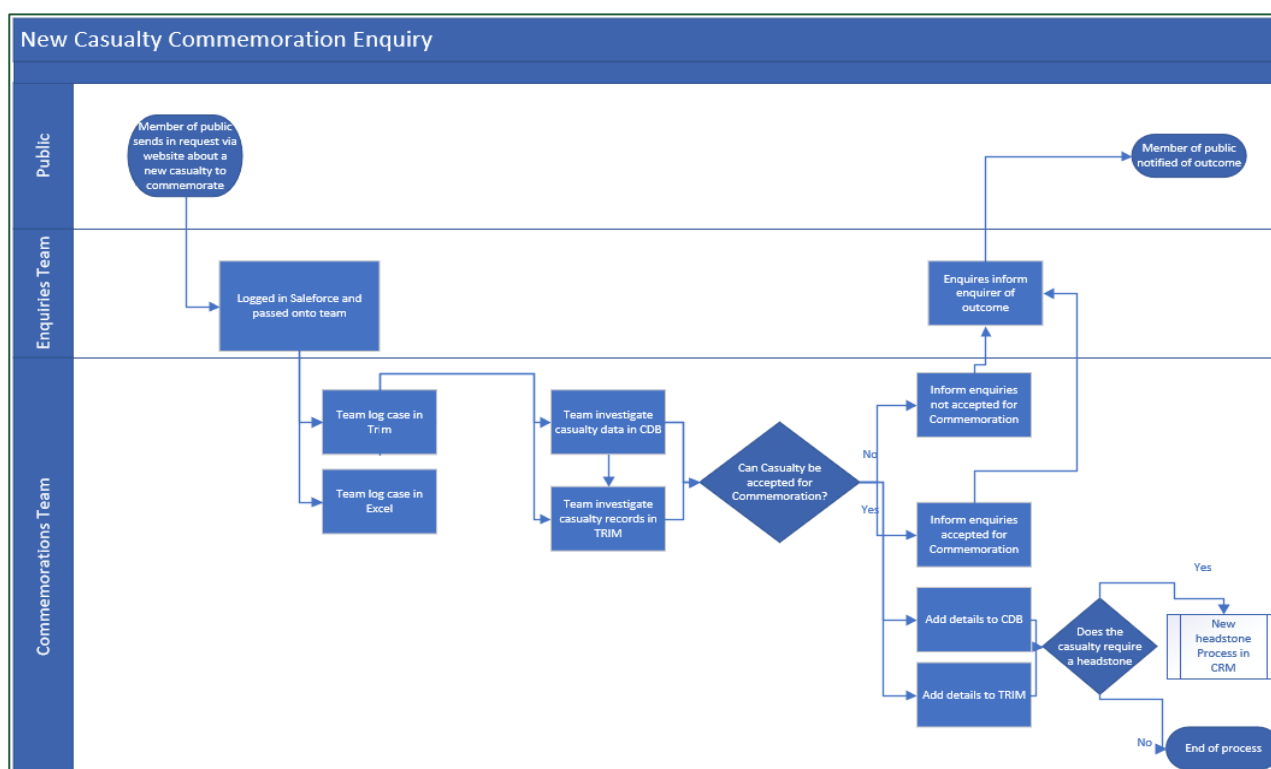 New Casualty Commemoration Enquiry
Public
Member of public
sends in request via
website about a
new casualty to
commemorate
Member of public
notified of outcome
Enquiries Team
Logged in Saleforce and
passed onto team
Enquires inform
enquirer of
outcome
Commemorations Team
Team log case in
Trim
Team log case in
Excel
Team investigate
casualty data in CDB
Team investigate
casualty records in
TRIM
Can Casualty be
accepted for
Commemoration?
No
Yes
Inform enquiries
not accepted for
Commemoration
Inform enquiries
accepted for
Commemoration
Add details to CDB
Add details to TRIM
Does the
casualty require
a headstone
Yes
New
headstone
Process in
CRM
No
End of process